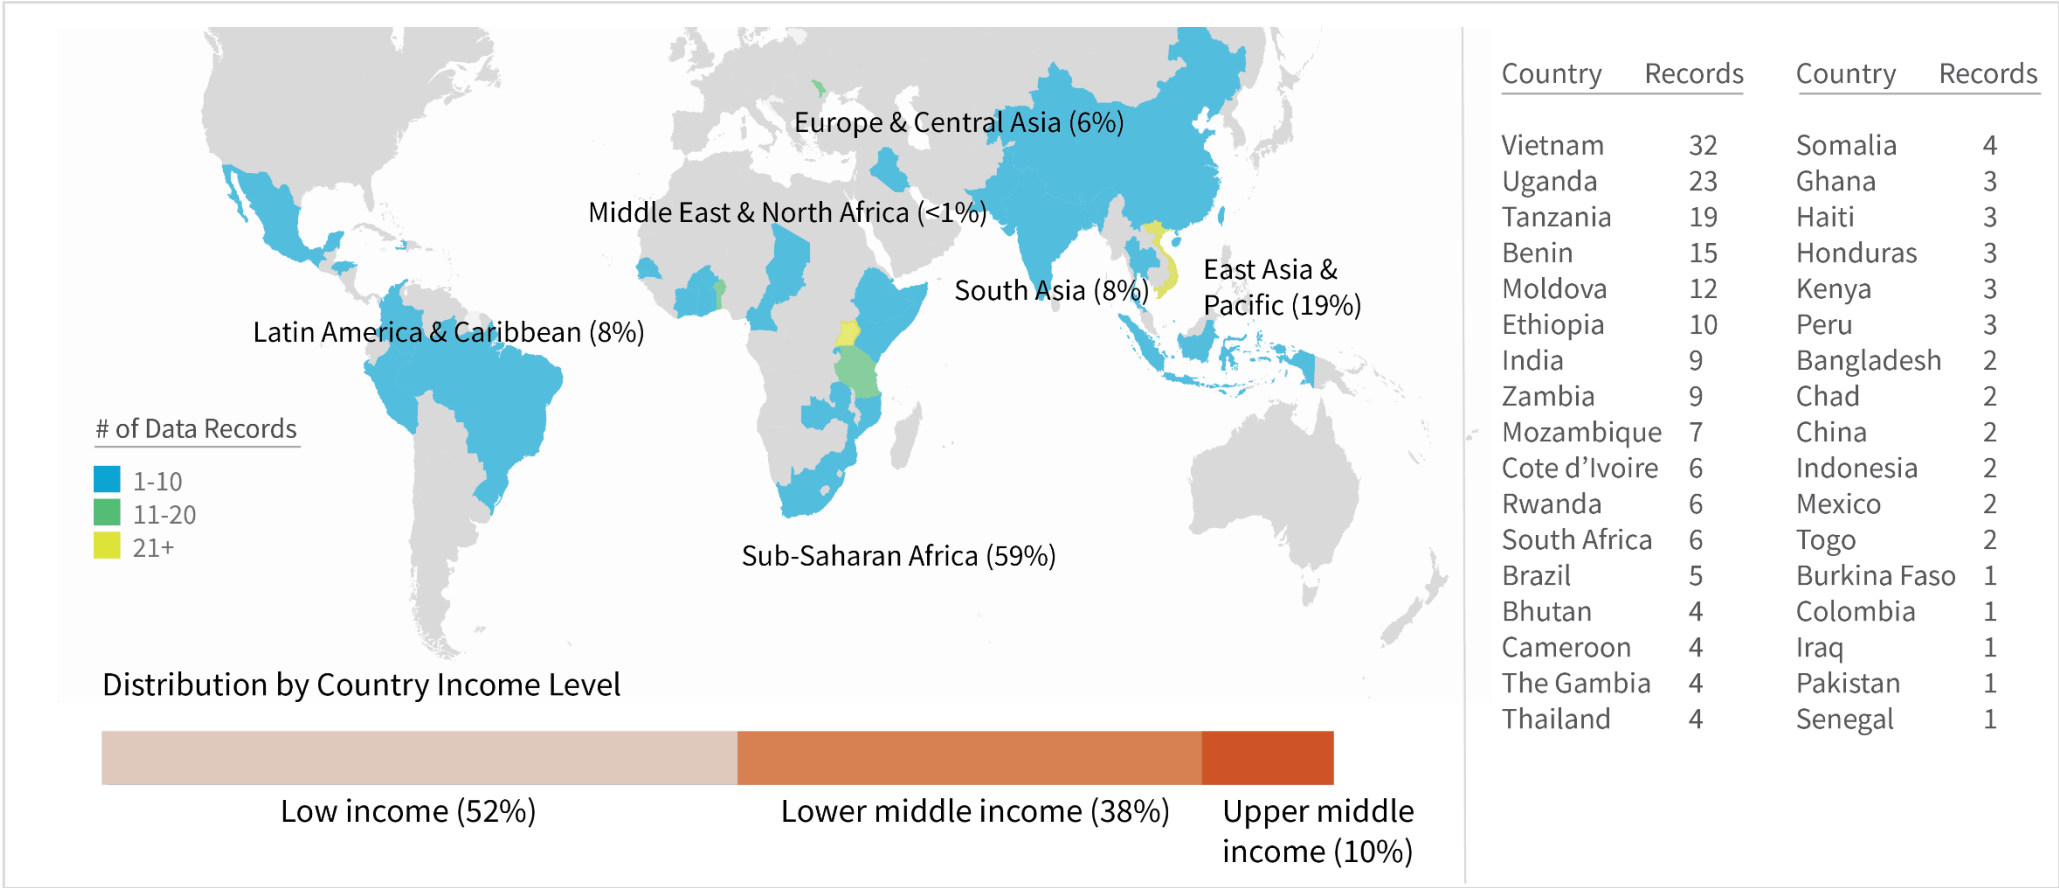 Europe & Central Asia (6%)
Middle East & North Africa (<1%)
East Asia &
Pacific (19%)
South Asia (8%)
Latin America & Caribbean (8%)
Sub-Saharan Africa (59%)
# of Data Records
1-10
11-20
21+
Distribution by Country Income Level
Low income (52%)
Lower middle income (38%)
Upper middle
income (10%)
Country Records Country Records
Vietnam 32 Somalia 4
Uganda 23 Ghana 3
Tanzania 19 Haiti 3
Benin 15 Honduras 3
Moldova 12 Kenya 3
Ethiopia 10 Peru 3
India 9 Bangladesh 2
Zambia 9 Chad 2
Mozambique 7 China 2
Cote d’Ivoire 6 Indonesia 2
Rwanda 6 Mexico 2
South Africa 6 Togo 2
Brazil 5 Burkina Faso 1
Bhutan 4 Colombia 1
Cameroon 4 Iraq 1
The Gambia 4 Pakistan 1
Thailand 4 Senegal 1